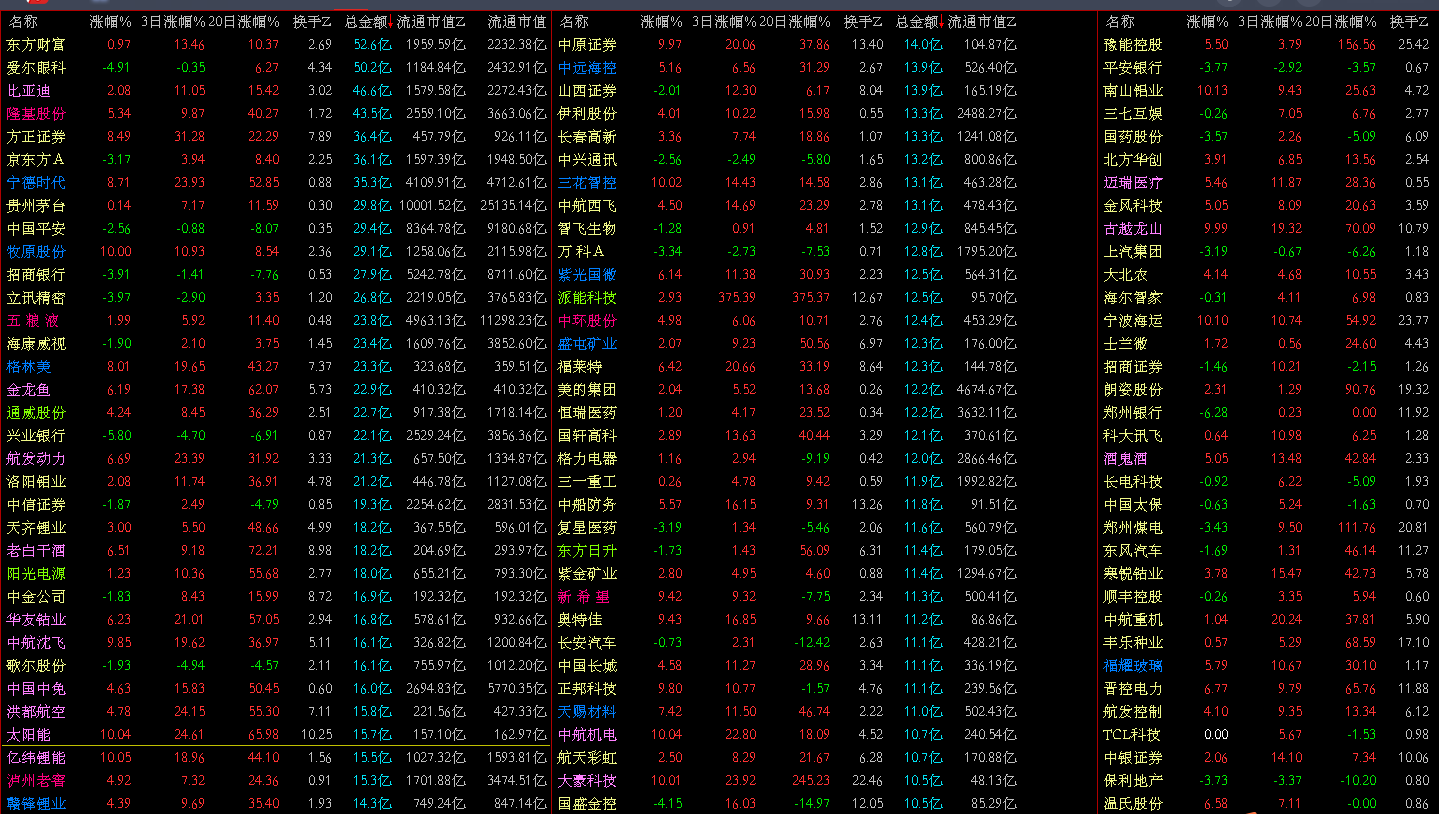 名称 涨幅% 3日涨幅% 20日涨幅% 换手Z 总金额↓ 流通市值Z 流通市值 名称 涨幅% 3日涨幅% 20日涨幅% 换手Z 总金额↓ 流通市值Z 名称 涨幅% 3日涨幅% 20日涨幅% 换手Z
东方财富 0.97 13.46 10.37 2.69 52.6亿 1959.59亿 2232.38亿 中原证券 9.97 20.06 37.86 13.40 14.0亿 104.87亿 豫能控股 5.50 3.79 156.56 25.42
爱尔眼科 -4.91 -0.35 6.27 4.34 50.2亿 1184.84亿 2432.91亿 中远海控 5.16 6.56 31.29 2.67 13.9亿 526.40亿 平安银行 -3.77 -2.92 -3.57 0.67
比亚迪 2.08 11.05 15.42 3.02 46.6亿 1579.58亿 2272.43亿 山西证券 -2.01 12.30 6.17 8.04 13.9亿 165.19亿 南山铝业 10.13 9.43 25.63 4.72
隆基股份 5.34 9.87 40.27 1.72 43.5亿 2559.10亿 3663.06亿 伊利股份 4.01 10.22 15.98 0.55 13.3亿 2488.27亿 三七互娱 -0.26 7.05 6.76 2.77
方正证券 8.49 31.28 22.29 7.89 36.4亿 457.79亿 926.11亿 长春高新 3.36 7.74 18.86 1.07 13.3亿 1241.08亿 国药股份 -3.57 2.26 -5.09 6.09
京东方A -3.17 3.94 8.40 2.25 36.1亿 1597.39亿 1948.50亿 中兴通讯 -2.56 -2.49 -5.80 1.65 13.2亿 800.86亿 北方华创 3.91 6.85 13.56 2.54
宁德时代 8.71 23.93 52.85 0.88 35.3亿 4109.91亿 4712.61亿 三花智控 10.02 14.43 14.58 2.86 13.1亿 463.28亿 迈瑞医疗 5.46 11.87 28.36 0.55
贵州茅台 0.14 7.17 11.59 0.30 29.8亿 10001.52亿 25135.14亿 中航西飞 4.50 14.69 23.29 2.78 13.1亿 478.43亿 金风科技 5.05 8.09 20.63 3.59
中国平安 -2.56 -0.88 -8.07 0.35 29.4亿 8364.78亿 9180.68亿 智飞生物 -1.28 0.91 4.81 1.52 12.9亿 845.45亿 古越龙山 9.99 19.32 70.09 10.79
牧原股份 10.00 10.93 8.54 2.36 29.1亿 1258.06亿 2115.98亿 万科A -3.34 -2.73 -7.53 0.71 12.8亿 1795.20亿 上汽集团 -3.19 -0.67 -6.26 1.18
招商银行 -3.91 -1.41 -7.76 0.53 27.9亿 5242.78亿 8711.60亿 紫光国微 6.14 11.38 30.93 2.23 12.5亿 564.31亿 大北农 4.14 4.68 10.55 3.43
立讯精密 -3.97 -2.90 3.35 1.20 26.8亿 2219.05亿 3765.83亿 派能科技 2.93 375.39 375.37 12.67 12.5亿 95.70亿 海尔智家 -0.31 4.11 6.98 0.83
五 粮 液 1.99 5.92 11.40 0.48 23.8亿 4963.13亿 11298.23亿 中环股份 4.98 6.06 10.71 2.76 12.4亿 453.29亿 宁波海运 10.10 10.74 54.92 23.77
海康威视 -1.90 2.10 3.75 1.45 23.4亿 1609.76亿 3852.60亿 盛屯矿业 2.07 9.23 50.56 6.97 12.3亿 176.00亿 士兰微 1.72 0.56 24.60 4.43
格林美 8.01 19.65 43.27 7.37 23.3亿 323.68亿 359.51亿 福莱特 6.42 20.66 33.19 8.64 12.3亿 144.78亿 招商证券 -1.46 10.21 -2.15 1.26
金龙鱼 6.19 17.38 62.07 5.73 22.9亿 410.32亿 410.32亿 美的集团 2.04 5.52 13.68 0.26 12.2亿 4674.67亿 朗姿股份 2.31 1.29 90.76 19.32
通威股份 4.24 8.45 36.29 2.51 22.7亿 917.38亿 1718.14亿 恒瑞医药 1.20 4.17 23.52 0.34 12.2亿 3632.11亿 郑州银行 -6.28 0.23 0.00 11.92
兴业银行 -5.80 -4.70 -6.91 0.87 22.1亿 2529.24亿 3856.36亿 国轩高科 2.89 13.63 40.44 3.29 12.1亿 370.61亿 科大讯飞 0.64 10.98 6.25 1.28
航发动力 6.69 23.39 31.92 3.33 21.3亿 657.50亿 1334.87亿 格力电器 1.16 2.94 -9.19 0.42 12.0亿 2866.46亿 酒鬼酒 5.05 13.48 42.84 2.33
洛阳钼业 2.08 11.74 36.91 4.78 21.2亿 446.78亿 1127.08亿 三一重工 0.26 4.78 9.42 0.59 11.9亿 1992.82亿 长电科技 -0.92 6.22 -5.09 1.93
中信证券 -1.87 2.49 -4.79 0.85 19.3亿 2254.62亿 2831.53亿 中船防务 5.57 16.15 9.31 13.26 11.8亿 91.51亿 中国太保 -0.63 5.24 -1.63 0.70
天齐锂业 3.00 5.50 48.66 4.99 18.2亿 367.55亿 596.01亿 复星医药 -3.19 1.34 -5.46 2.06 11.6亿 560.79亿 郑州煤电 -3.43 9.50 111.76 20.81
老白干酒 6.51 9.18 72.21 8.98 18.2亿 204.69亿 293.97亿 东方日升 -1.73 1.43 56.09 6.31 11.4亿 179.05亿 东风汽车 -1.69 1.31 46.14 11.27
阳光电源 1.23 10.36 55.68 2.77 18.0亿 655.21亿 793.30亿 紫金矿业 2.80 4.95 4.60 0.88 11.4亿 1294.67亿 寒锐钴业 3.78 15.47 42.73 5.78
中金公司 -1.83 8.43 15.99 8.72 16.9亿 192.32亿 192.32亿 新 希 望 9.42 9.32 -7.75 2.34 11.3亿 500.41亿 顺丰控股 -0.26 3.35 5.94 0.60
华友钴业 6.23 21.01 57.05 2.94 16.8亿 578.61亿 932.66亿 奥特佳 9.43 16.85 9.66 13.11 11.2亿 86.86亿 中航重机 1.04 20.24 37.81 5.90
中航沈飞 9.85 19.62 36.97 5.11 16.1亿 326.82亿 1200.84亿 长安汽车 -0.73 2.31 -12.42 2.63 11.1亿 428.21亿 丰乐种业 0.57 5.29 68.59 17.10
歌尔股份 -1.93 -4.94 -4.57 2.11 16.1亿 755.97亿 1012.20亿 中国长城 4.58 11.27 28.96 3.34 11.1亿 336.19亿 福耀玻璃 5.79 10.67 30.10 1.17
中国中免 4.63 15.83 50.45 0.60 16.0亿 2694.83亿 5770.35亿 正邦科技 9.80 10.77 -1.57 4.76 11.1亿 239.56亿 晋控电力 6.77 9.79 65.76 11.88
洪都航空 4.78 24.15 55.30 7.11 15.8亿 221.56亿 427.33亿 天赐材料 7.42 11.50 46.74 2.22 11.0亿 502.43亿 航发控制 4.10 9.35 13.34 6.12
太阳能 10.04 24.61 65.98 10.25 15.7亿 157.10亿 162.97亿 中航机电 10.04 22.80 18.09 4.52 10.7亿 240.54亿 TCL科技 0.00 5.67 -1.53 0.98
亿纬锂能 10.05 18.96 44.10 1.56 15.5亿 1027.32亿 1593.81亿 航天彩虹 2.50 8.29 21.67 6.28 10.7亿 170.88亿 中银证券 2.06 14.10 7.34 10.06
泸州老窖 4.92 7.32 24.36 0.91 15.3亿 1701.88亿 3474.51亿 大豪科技 10.01 23.92 245.23 22.46 10.5亿 48.13亿 保利地产 -3.73 -3.37 -10.20 0.80
赣锋锂业 4.39 9.69 35.40 1.93 14.3亿 749.24亿 847.14亿 国盛金控 -4.15 16.03 -14.97 12.05 10.5亿 85.29亿 温氏股份 6.58 7.11 -0.00 0.86